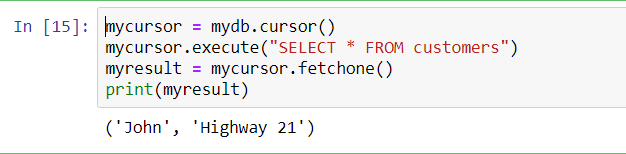 In [15]: mycursor = mydb.cursor()
mycursor.execute("SELECT * FROM customers")
myresult = mycursor.fetchone()
print(myresult)
('John', 'Highway 21')